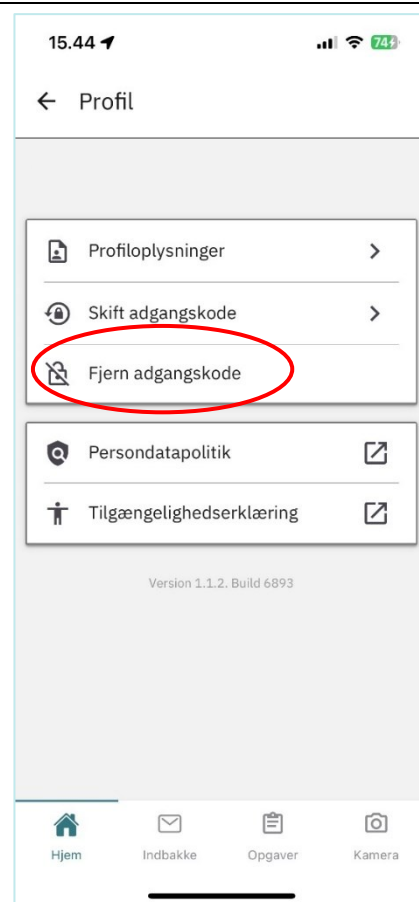 15.44
74
Profil
Profiloplysninger
Skift adgangskode
Fjern adgangskode
Persondatapolitik
Tilgængelighedserklæring
Version 1.1.2. Build 6893
Hjem Indbakke Opgaver Kamera